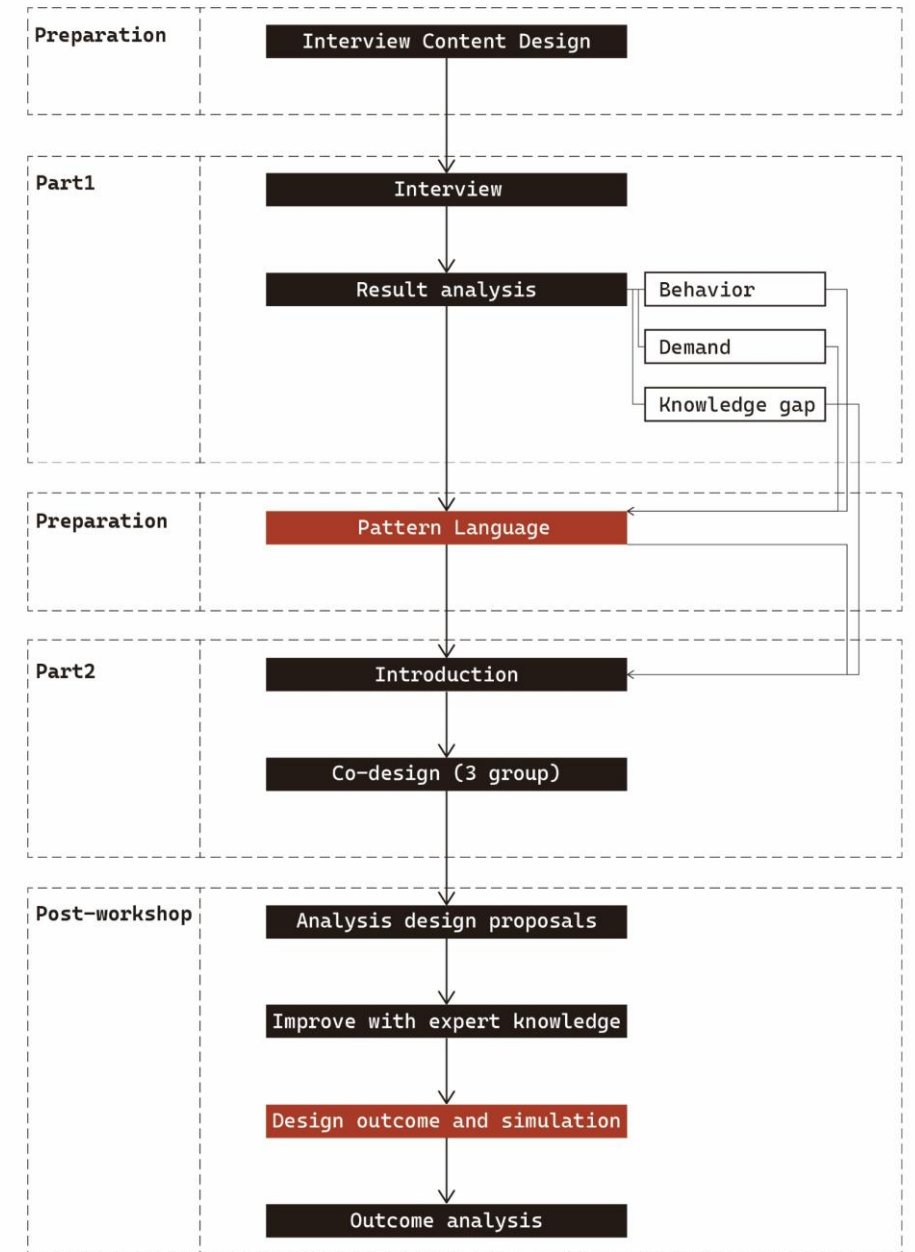 Preparation
Interview Content Design
Part1
Interview
Result analysis
Behavior
Demand
Knowledge gap
Preparation
Pattern Language
Part2
Introduction
Co-design (3 group)
Post-workshop
Analysis design proposals
Improve with expert knowledge
Design outcome and simulation
Outcome analysis